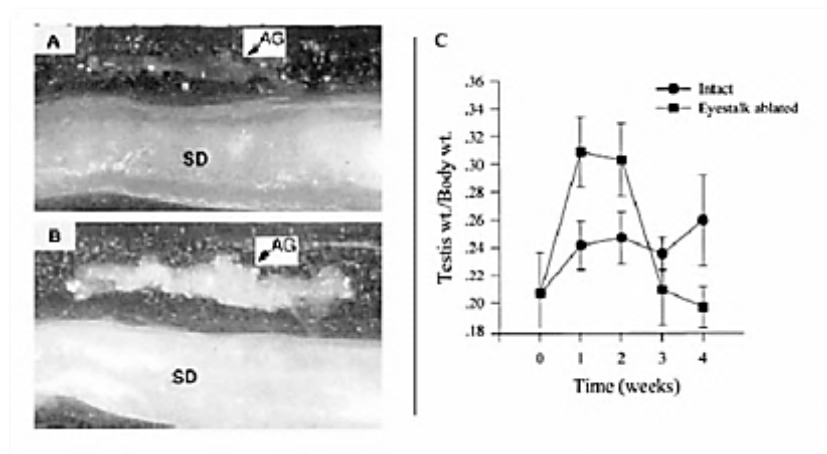 A
AG
SD
B
AG
SD
C
Intact
Eyestalk ablated
Testis wt./Body wt.
.36
.34
.32
.30
.28
.26
.24
.22
.20
.18
0 1 2 3 4
Time (weeks)